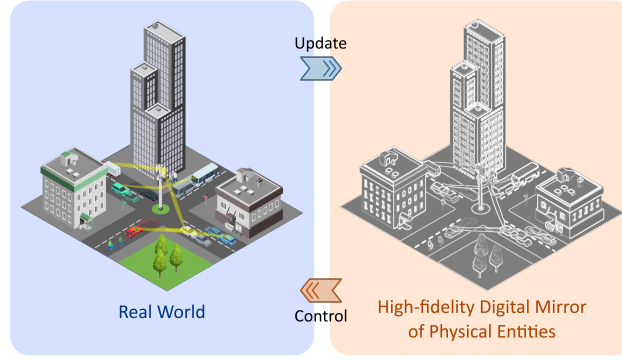 Update
Control
Real World
High-fidelity Digital Mirror
of Physical Entities